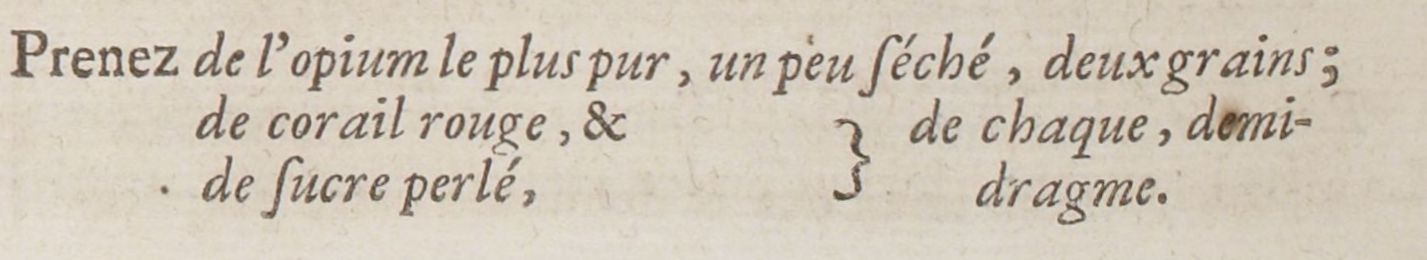 Prenez de l'opium le plus pur, un peu ſéché, deux grains;
de corail rouge, & } de chaque, demi-
de ſucre perlé, dragme.